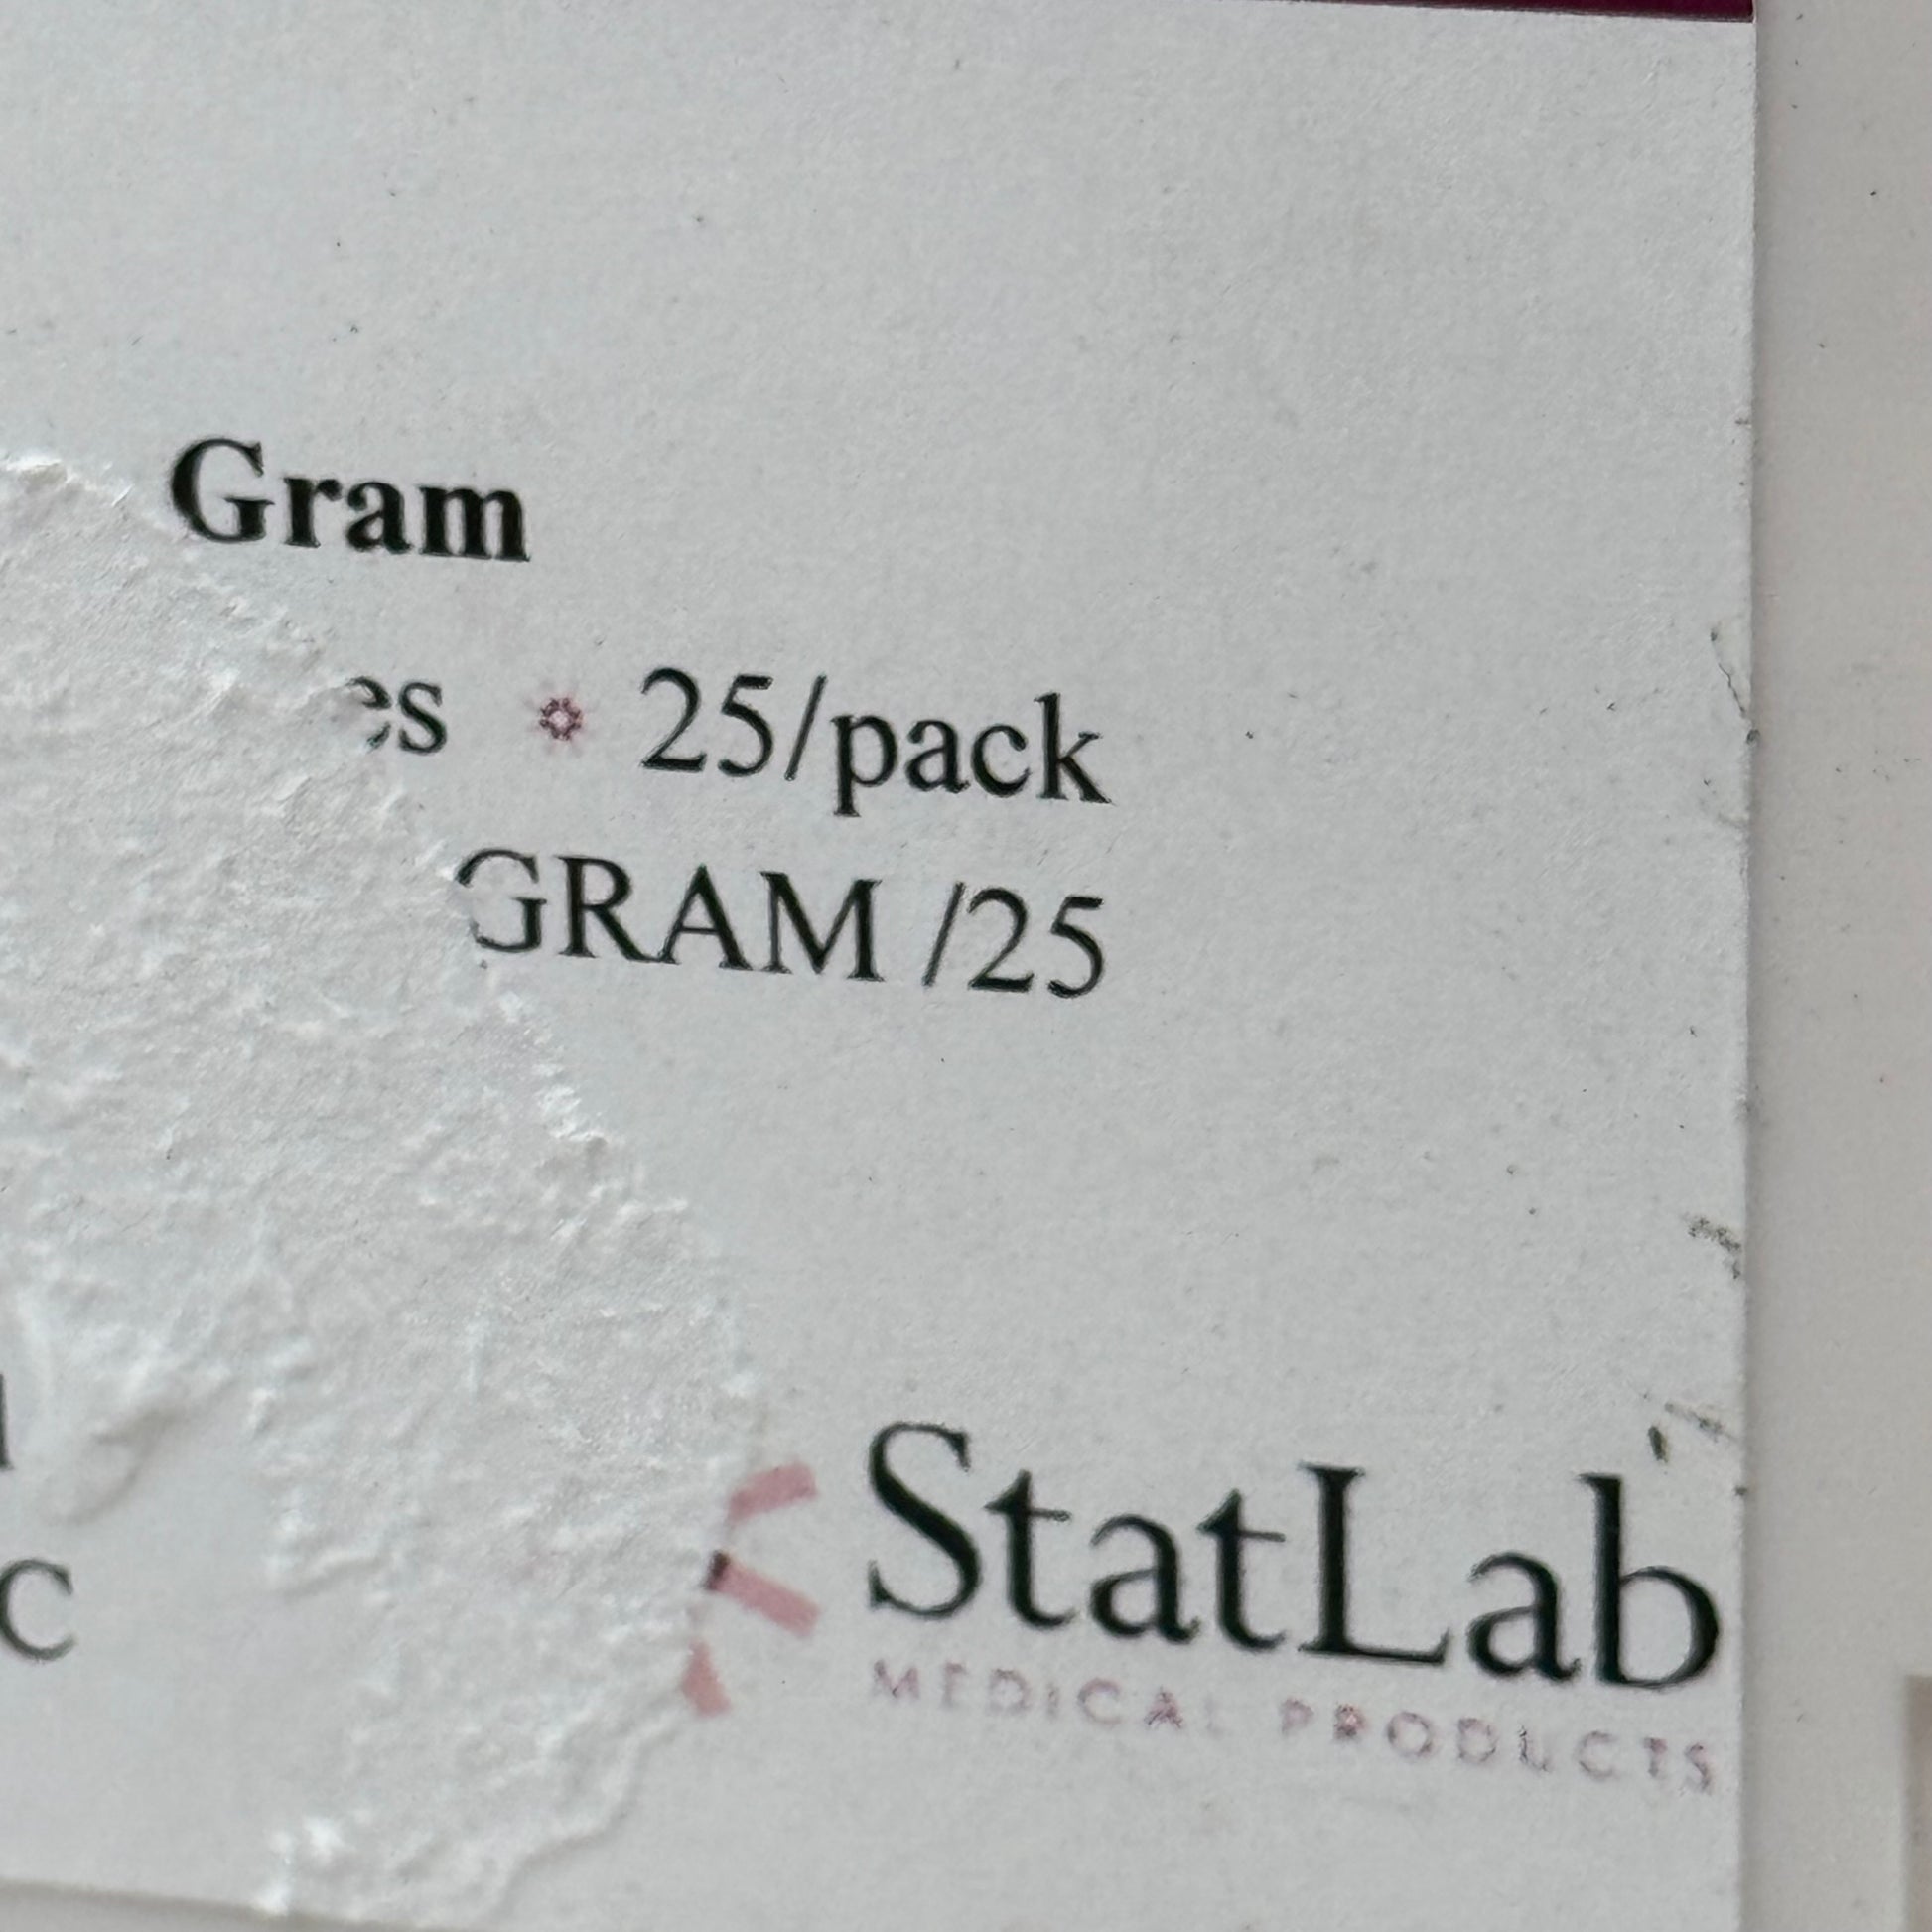 Gram
es 25/pack
GRAM /25
StatLab
MEDICAL PRODUCTS
C